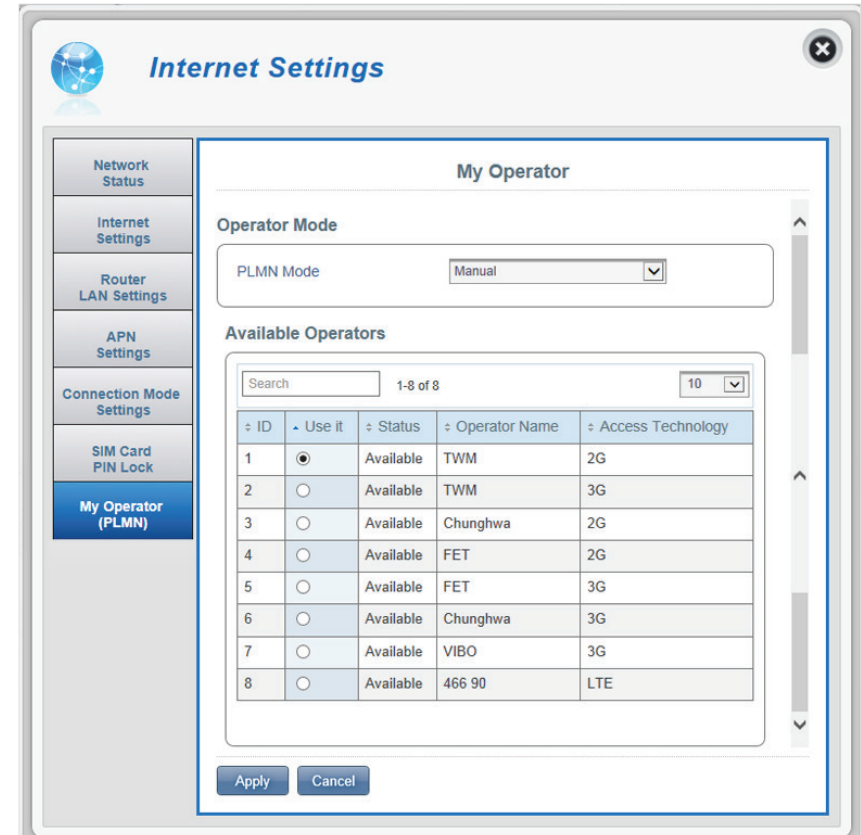 Internet Settings
Network
Status
Internet
Settings
Router
LAN Settings
APN
Settings
Connection Mode
Settings
SIM Card
PIN Lock
My Operator
(PLMN)
My Operator
Operator Mode
PLMN Mode Manual
Available Operators
Search 1-8 of 8 10
ID Use it Status Operator Name Access Technology
1 Available TWM 2G
2 Available TWM 3G
3 Available Chunghwa 2G
4 Available FET 2G
5 Available FET 3G
6 Available Chunghwa 3G
7 Available VIBO 3G
8 Available 466 90 LTE
Apply Cancel